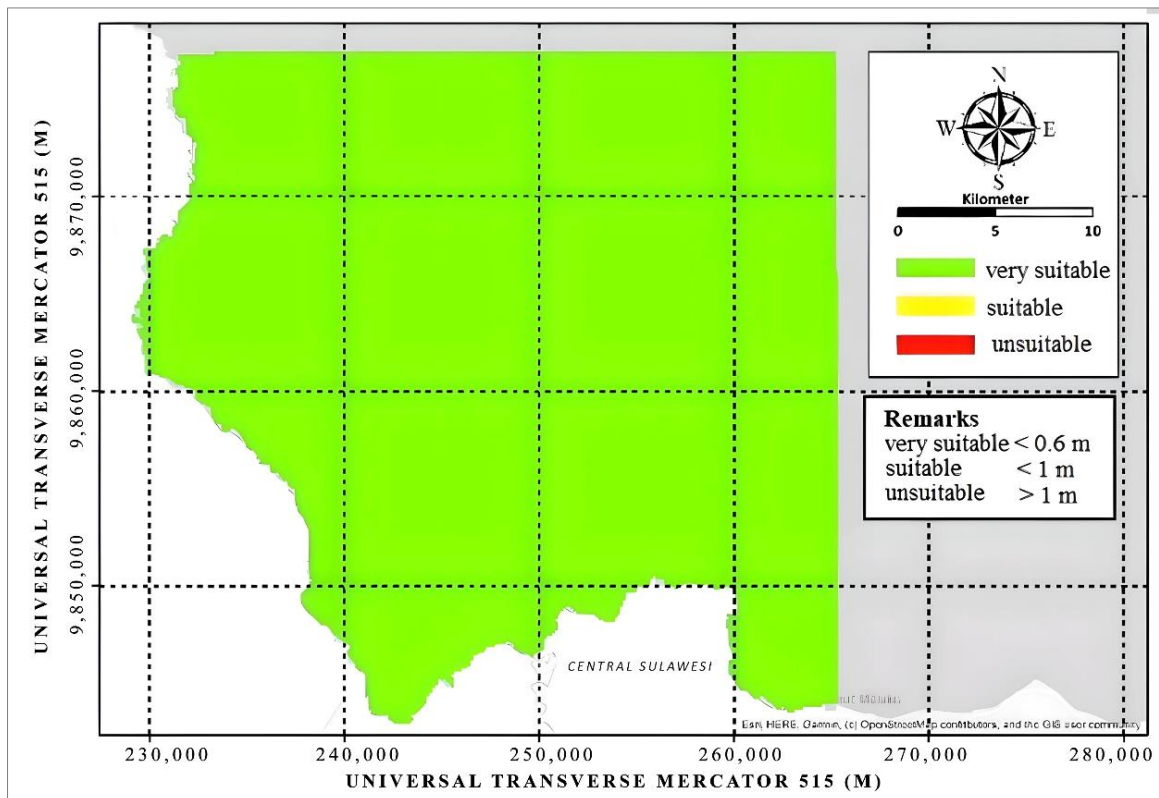 N
W E
S
Kilometer
0 5 10
very suitable
suitable
unsuitable
Remarks
very suitable < 0.6 m
suitable < 1 m
unsuitable > 1 m
CENTRAL SULAWESI
Esri, HERE, Garmin, (c) OpenStreetMap contributors, and the GIS user community
9,870,000
9,860,000
9,850,000
UNIVERSAL TRANSVERSE MERCATOR 515 (M)
230,000 240,000 250,000 260,000 270,000 280,000
UNIVERSAL TRANSVERSE MERCATOR 515 (M)